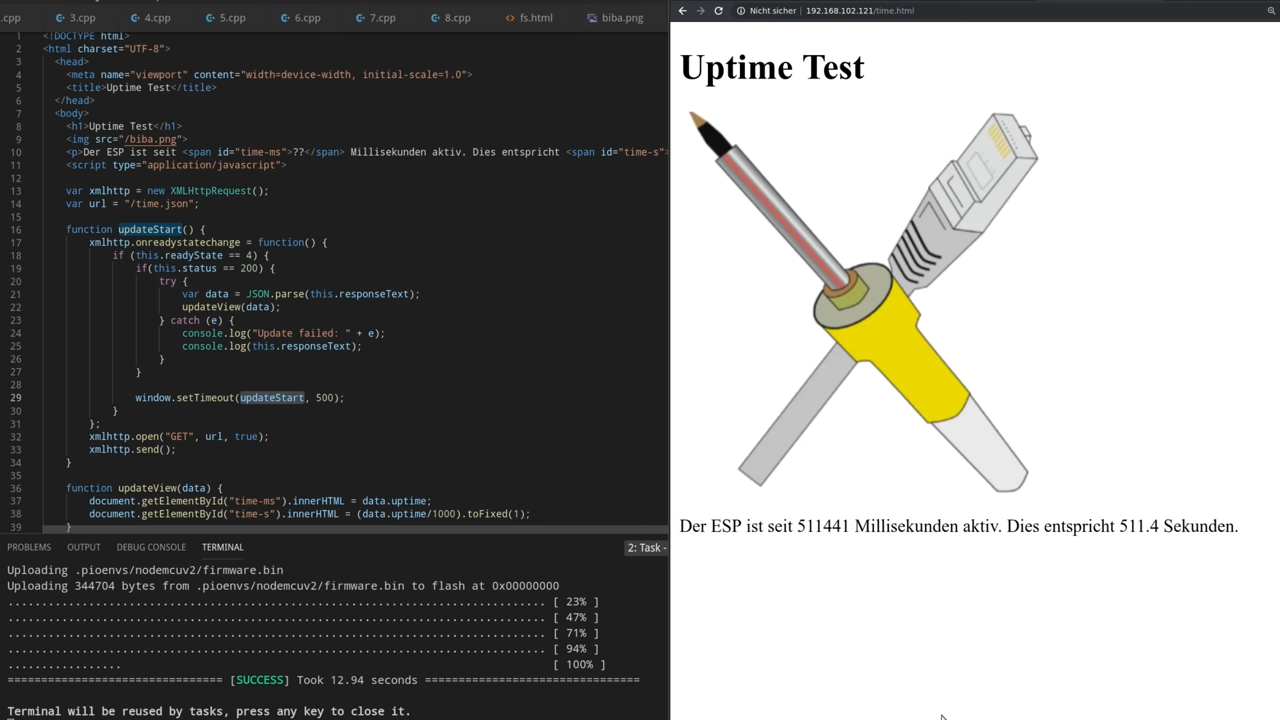 .cpp 3.cpp 4.cpp 5.cpp 6.cpp 7.cpp 8.cpp fs.html biba.png
1 <!DOCTYPE html>
2 <html charset="UTF-8">
3 <head>
4 <meta name="viewport" content="width=device-width, initial-scale=1.0">
5 <title>Uptime Test</title>
6 </head>
7 <body>
8 <h1>Uptime Test</h1>
9 <img src="/biba.png">
10 <p>Der ESP ist seit <span id="time-ms">??</span> Millisekunden aktiv. Dies entspricht <span id="time-s">
11 <script type="application/javascript">
12
13 var xmlhttp = new XMLHttpRequest();
14 var url = "/time.json";
15
16 function updateStart() {
17 xmlhttp.onreadystatechange = function() {
18 if (this.readyState == 4) {
19 if(this.status == 200) {
20 try {
21 var data = JSON.parse(this.responseText);
22 updateView(data);
23 } catch (e) {
24 console.log("Update failed: " + e);
25 console.log(this.responseText);
26 }
27 }
28
29 window.setTimeout(updateStart, 500);
30 }
31 };
32 xmlhttp.open("GET", url, true);
33 xmlhttp.send();
34 }
35
36 function updateView(data) {
37 document.getElementById("time-ms").innerHTML = data.uptime;
38 document.getElementById("time-s").innerHTML = (data.uptime/1000).toFixed(1);
39 }
PROBLEMS OUTPUT DEBUG CONSOLE TERMINAL 2: Task -
Uploading .pioenvs/nodemcuv2/firmware.bin
Uploading 344704 bytes from .pioenvs/nodemcuv2/firmware.bin to flash at 0x00000000
................................................................................ [ 23% ]
................................................................................ [ 47% ]
................................................................................ [ 71% ]
................................................................................ [ 94% ]
................. [ 100% ]
=============================== [SUCCESS] Took 12.94 seconds ===============================
Terminal will be reused by tasks, press any key to close it.
Nicht sicher 192.168.102.121/time.html
Uptime Test
Der ESP ist seit 511441 Millisekunden aktiv. Dies entspricht 511.4 Sekunden.